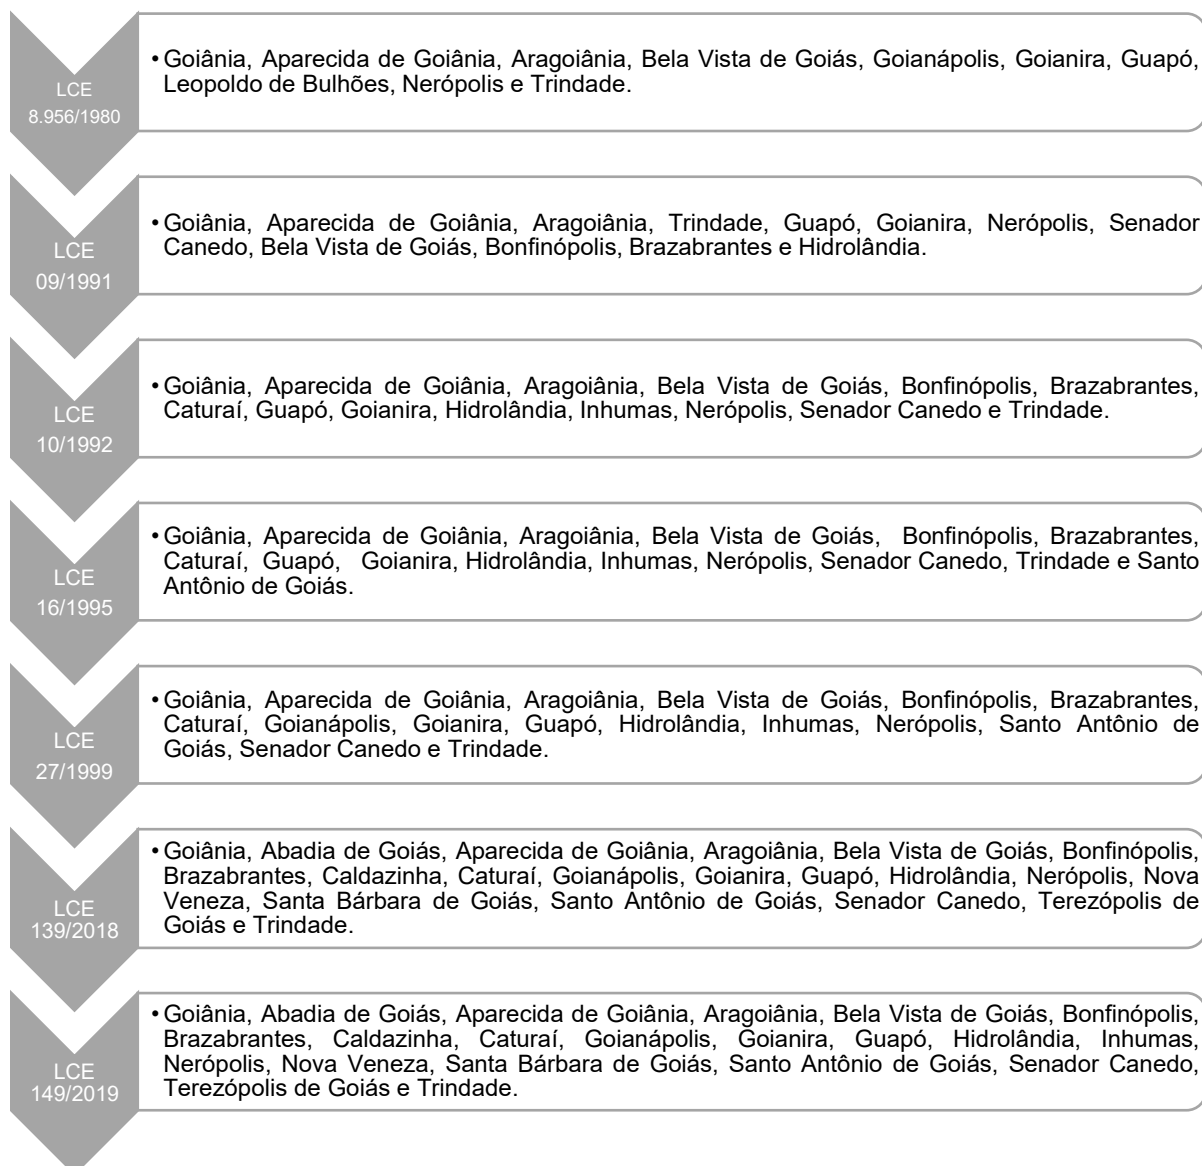 LCE
8.956/1980
•Goiânia, Aparecida de Goiânia, Aragoiânia, Bela Vista de Goiás, Goianápolis, Goianira, Guapó,
Leopoldo de Bulhões, Nerópolis e Trindade.
LCE
09/1991
•Goiânia, Aparecida de Goiânia, Aragoiânia, Trindade, Guapó, Goianira, Nerópolis, Senador
Canedo, Bela Vista de Goiás, Bonfinópolis, Brazabrantes e Hidrolândia.
LCE
10/1992
•Goiânia, Aparecida de Goiânia, Aragoiânia, Bela Vista de Goiás, Bonfinópolis, Brazabrantes,
Caturaí, Guapó, Goianira, Hidrolândia, Inhumas, Nerópolis, Senador Canedo e Trindade.
LCE
16/1995
•Goiânia, Aparecida de Goiânia, Aragoiânia, Bela Vista de Goiás, Bonfinópolis, Brazabrantes,
Caturaí, Guapó, Goianira, Hidrolândia, Inhumas, Nerópolis, Senador Canedo, Trindade e Santo
Antônio de Goiás.
LCE
27/1999
•Goiânia, Aparecida de Goiânia, Aragoiânia, Bela Vista de Goiás, Bonfinópolis, Brazabrantes,
Caturaí, Goianápolis, Goianira, Guapó, Hidrolândia, Inhumas, Nerópolis, Santo Antônio de
Goiás, Senador Canedo e Trindade.
LCE
139/2018
•Goiânia, Abadia de Goiás, Aparecida de Goiânia, Aragoiânia, Bela Vista de Goiás, Bonfinópolis,
Brazabrantes, Caldazinha, Caturaí, Goianápolis, Goianira, Guapó, Hidrolândia, Nerópolis, Nova
Veneza, Santa Bárbara de Goiás, Santo Antônio de Goiás, Senador Canedo, Terezópolis de
Goiás e Trindade.
LCE
149/2019
•Goiânia, Abadia de Goiás, Aparecida de Goiânia, Aragoiânia, Bela Vista de Goiás, Bonfinópolis,
Brazabrantes, Caldazinha, Caturaí, Goianápolis, Goianira, Guapó, Hidrolândia, Inhumas,
Nerópolis, Nova Veneza, Santa Bárbara de Goiás, Santo Antônio de Goiás, Senador Canedo,
Terezópolis de Goiás e Trindade.